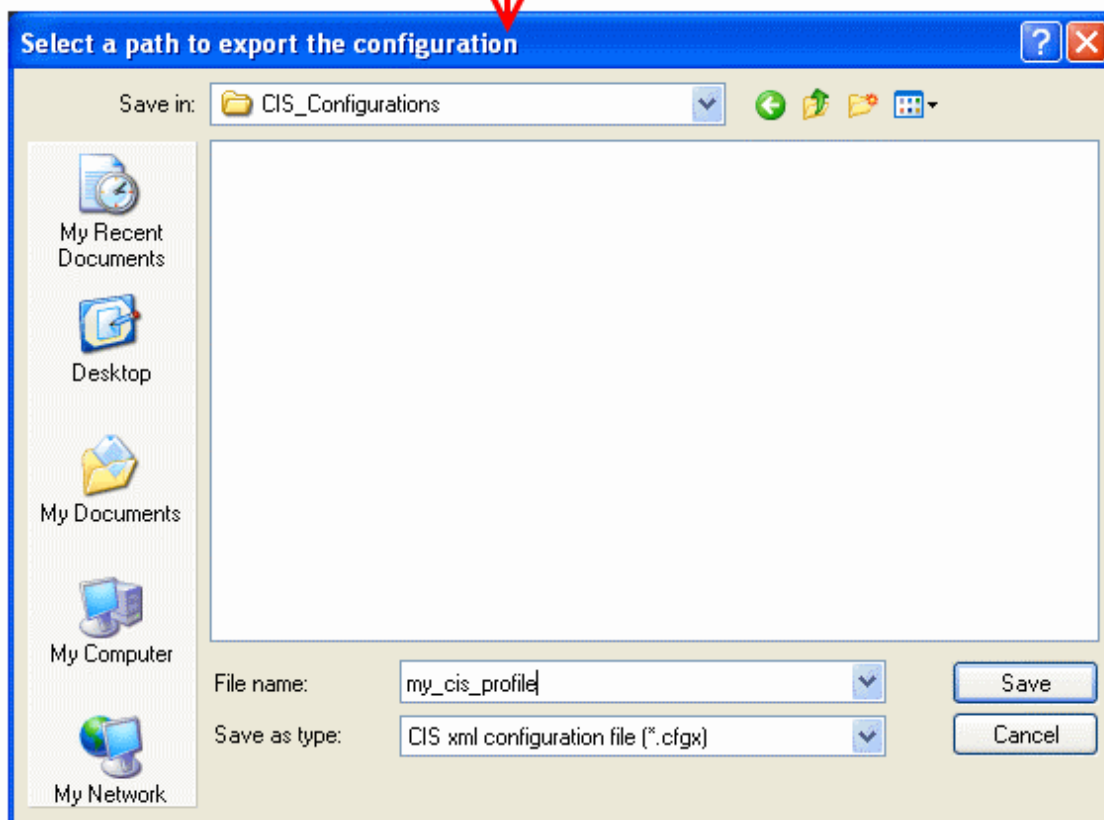 Select a path to export the configuration
Save in:
CIS_Configurations
My Recent
Documents
Desktop
My Documents
My Computer
My Network
File name:
my_cis_profile
Save
Save as type:
CIS xml configuration file (*.cfgx)
Cancel